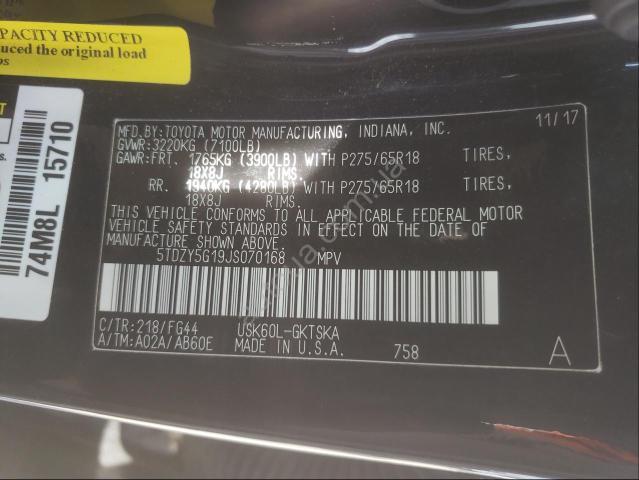 PACITY REDUCED
uced the original load
os
74M8L 15710
MFD.BY:TOYOTA MOTOR MANUFACTURING, INDIANA, INC. 11/17
GVWR:3220KG (7100LB)
GAWR:FRT. 1765KG (3900LB) WITH P275/65R18 TIRES,
18X8J RIMS.
RR. 1940KG (4280LB) WITH P275/65R18 TIRES,
18X8J RIMS.
THIS VEHICLE CONFORMS TO ALL APPLICABLE FEDERAL MOTOR
VEHICLE SAFETY STANDARDS IN EFFECT ON THE DATE OF
MANUFACTURE SHOWN ABOVE.
5TDZY5G19JS070168 MPV
C/TR:218/FG44 USK60L-GKTSKA
A/TM:A02A/AB60E MADE IN U.S.A. 758 A